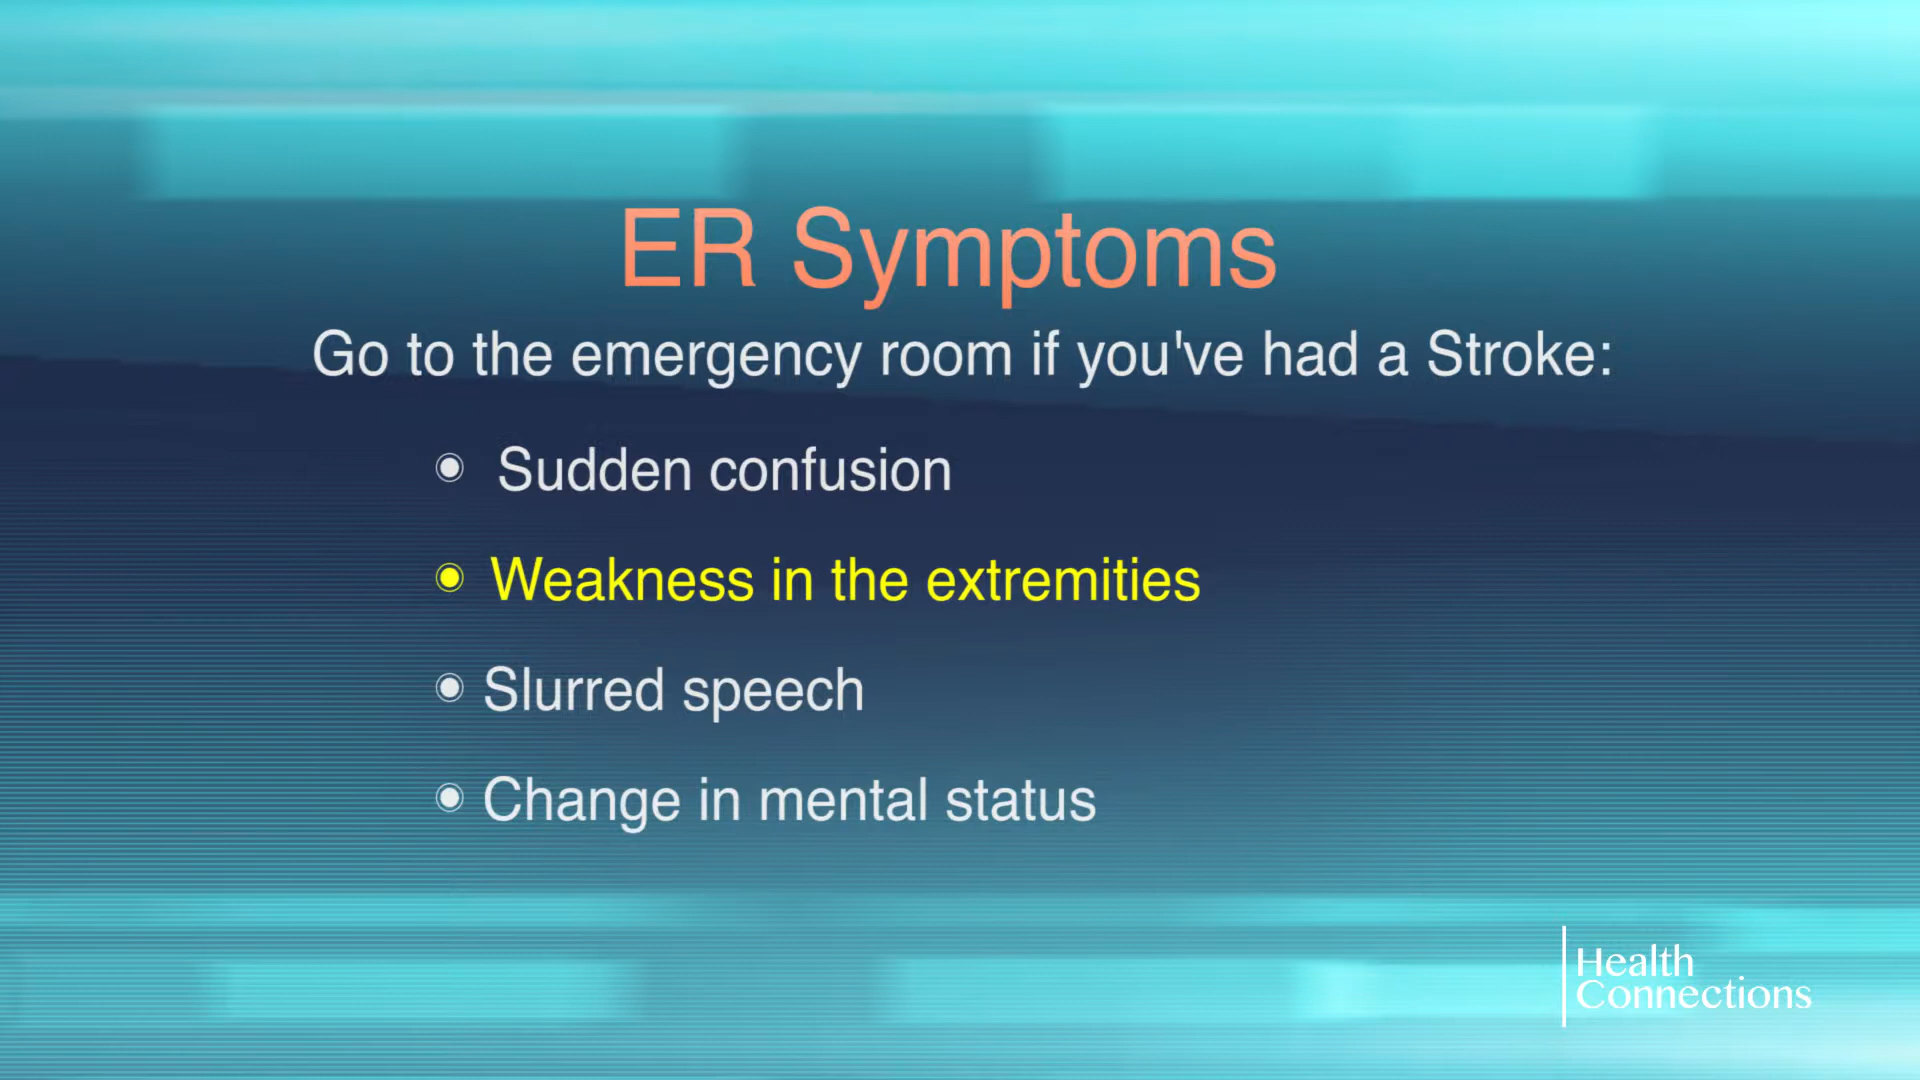 ER Symptoms
Go to the emergency room if you've had a Stroke:
Sudden confusion
Weakness in the extremities
Slurred speech
Change in mental status
Health
Connections